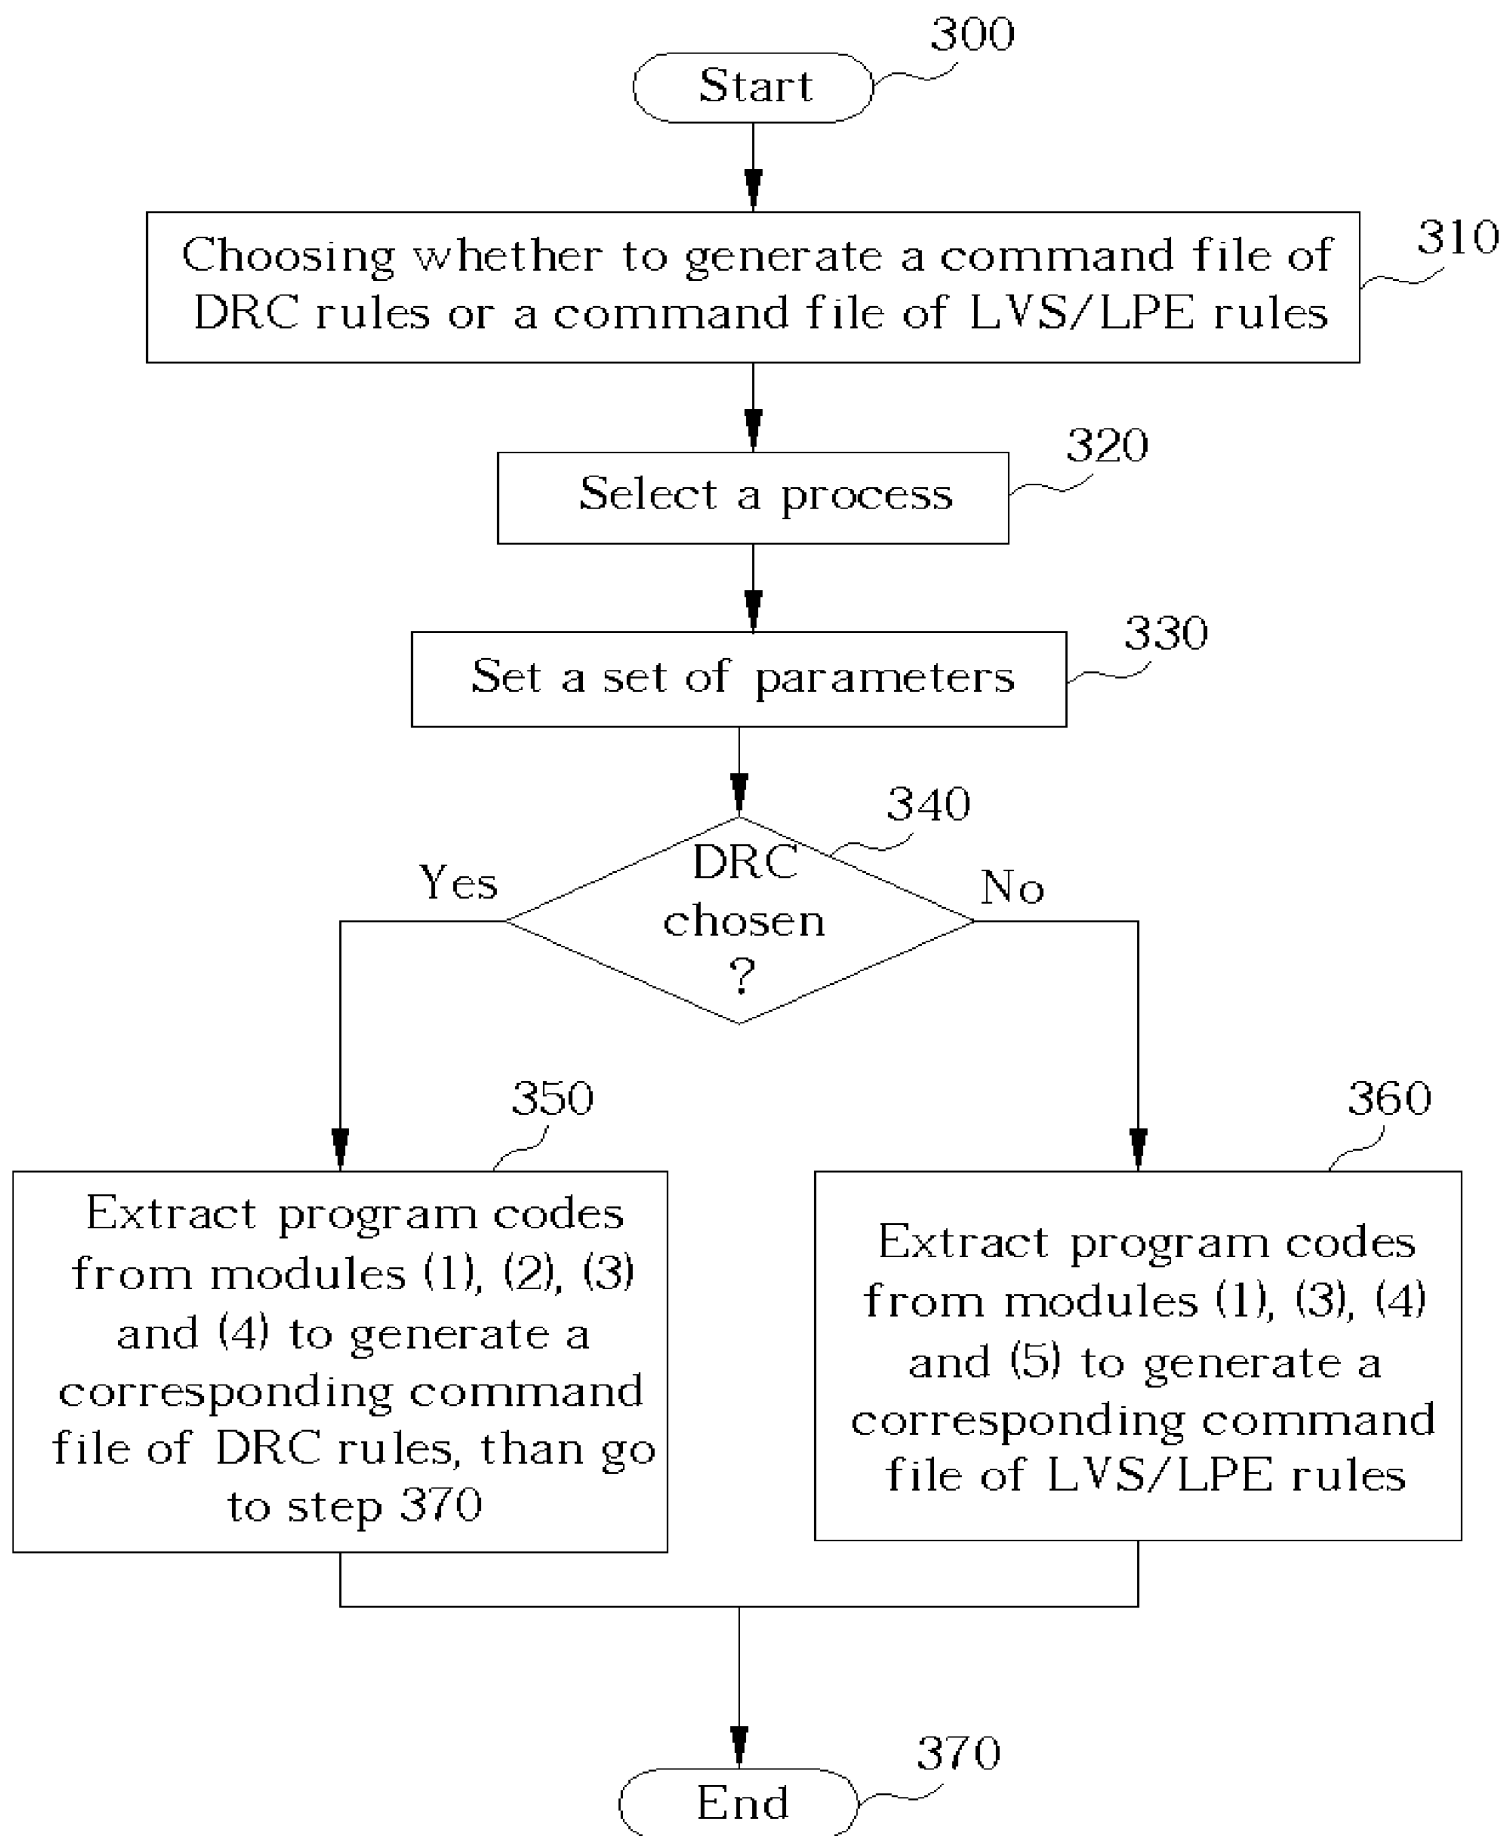 300
Start
310
Choosing whether to generate a command file of
DRC rules or a command file of LVS/LPE rules
320
Select a process
330
Set a set of parameters
340
DRC
chosen
?
Yes
No
350
Extract program codes
from modules (1), (2), (3)
and (4) to generate a
corresponding command
file of DRC rules, than go
to step 370
360
Extract program codes
from modules (1), (3), (4)
and (5) to generate a
corresponding command
file of LVS/LPE rules
370
End